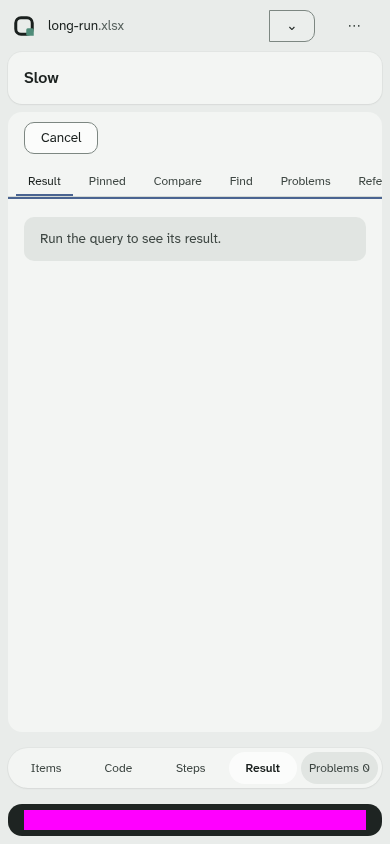 long-run.xlsx
Slow
Cancel
Result Pinned Compare Find Problems Refe
Run the query to see its result.
Items Code Steps Result Problems 0